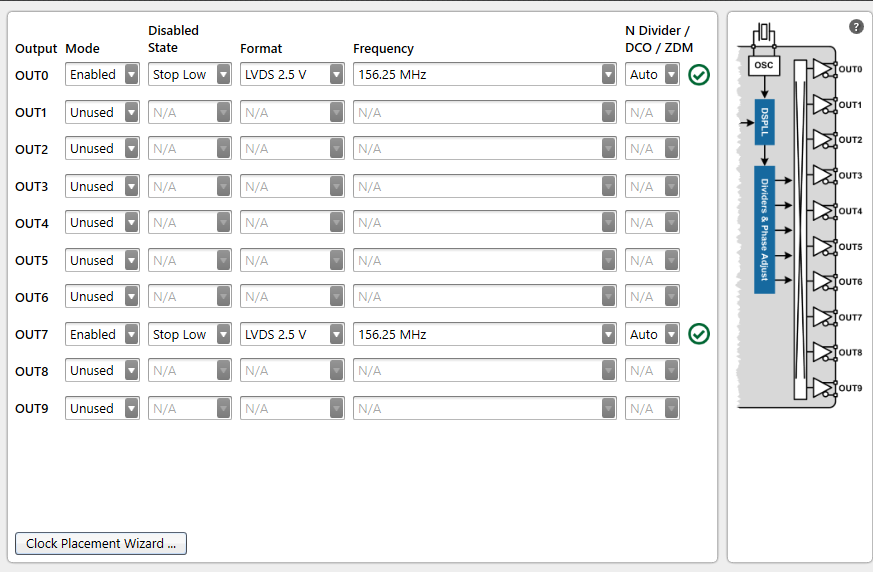 Output Mode Disabled State Format Frequency N Divider / DCO / ZDM
OUT0 Enabled Stop Low LVDS 2.5 V 156.25 MHz Auto
OUT1 Unused N/A N/A N/A N/A
OUT2 Unused N/A N/A N/A N/A
OUT3 Unused N/A N/A N/A N/A
OUT4 Unused N/A N/A N/A N/A
OUT5 Unused N/A N/A N/A N/A
OUT6 Unused N/A N/A N/A N/A
OUT7 Enabled Stop Low LVDS 2.5 V 156.25 MHz Auto
OUT8 Unused N/A N/A N/A N/A
OUT9 Unused N/A N/A N/A N/A
Clock Placement Wizard ...
?
OSC
DSPLL
Dividers & Phase Adjust
OUT0
OUT1
OUT2
OUT3
OUT4
OUT5
OUT6
OUT7
OUT8
OUT9